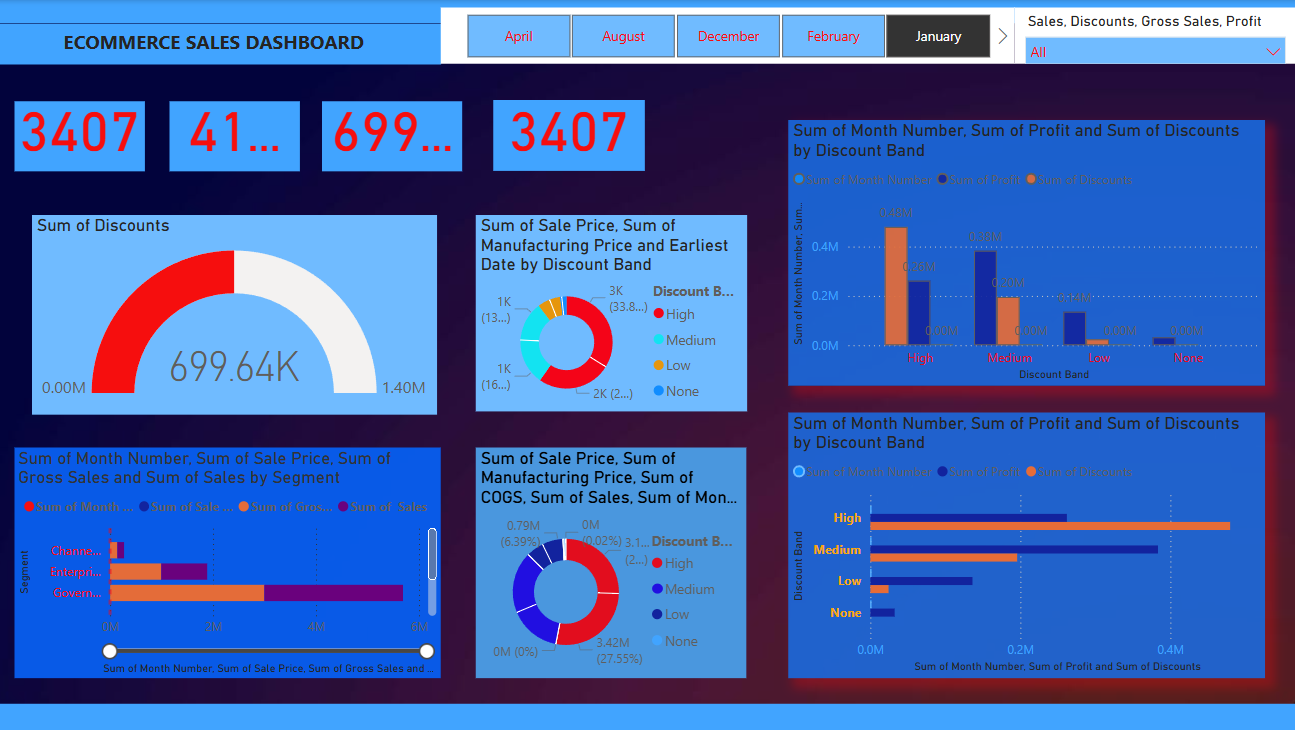 ECOMMERCE SALES DASHBOARD
April
August
December
February
January
Sales, Discounts, Gross Sales, Profit
All
3407
41...
699...
3407
Sum of Discounts
699.64K
0.00M
1.40M
Sum of Sale Price, Sum of
Manufacturing Price and Earliest
Date by Discount Band
1K
(13...)
3K
(33.8...)
1K
(16...)
2K (2...)
Discount B...
High
Medium
Low
None
Sum of Month Number, Sum of Profit and Sum of Discounts
by Discount Band
Sum of Month Number
Sum of Profit
Sum of Discounts
Sum of Month Number, Sum...
0.4M
0.2M
0.0M
0.48M
0.26M
0.00M
0.38M
0.20M
0.00M
0.14M
0.00M
0.00M
High
Medium
Low
None
Discount Band
Sum of Month Number, Sum of Sale Price, Sum of
Gross Sales and Sum of Sales by Segment
Sum of Month ...
Sum of Sale ...
Sum of Gros...
Sum of Sales
Segment
Channe...
Enterpri...
Govern...
0M
2M
4M
6M
Sum of Month Number, Sum of Sale Price, Sum of Gross Sales and ...
Sum of Sale Price, Sum of
Manufacturing Price, Sum of
COGS, Sum of Sales, Sum of Mon...
0.79M
(6.39%)
0M
(0.02%)
3.1...
(2...)
0M (0%)
3.42M
(27.55%)
Discount B...
High
Medium
Low
None
Sum of Month Number, Sum of Profit and Sum of Discounts
by Discount Band
Sum of Month Number
Sum of Profit
Sum of Discounts
Discount Band
High
Medium
Low
None
0.0M
0.2M
0.4M
Sum of Month Number, Sum of Profit and Sum of Discounts